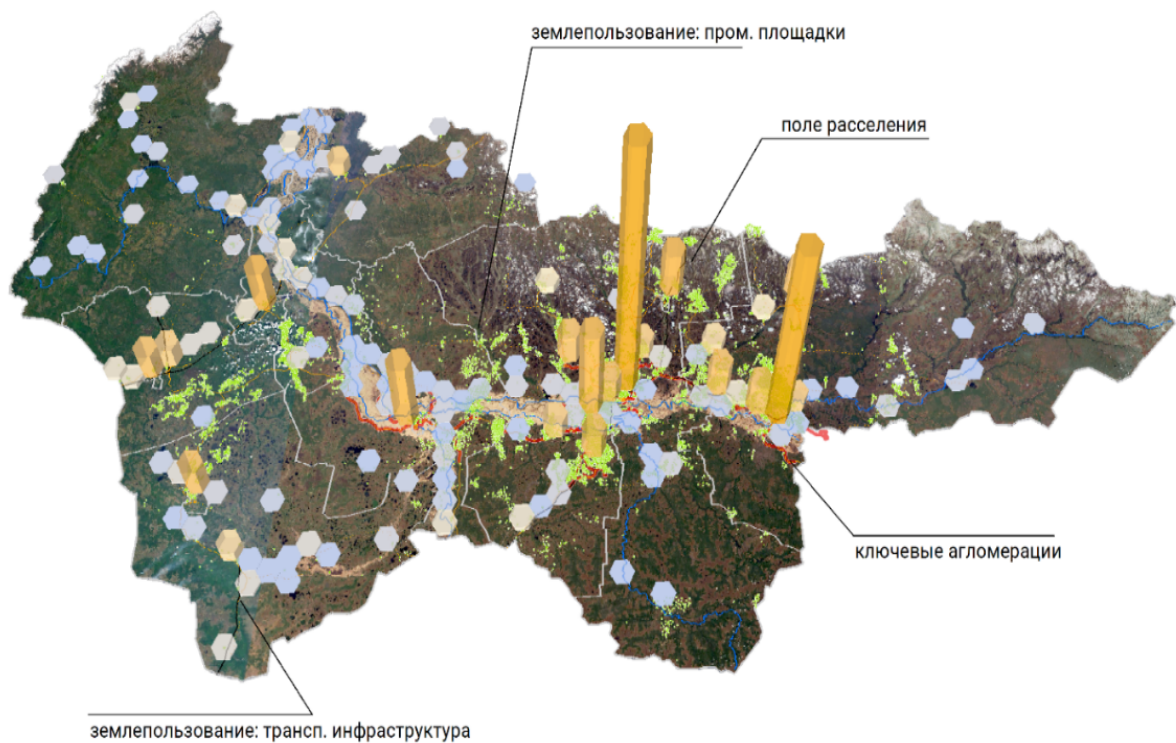 землепользование: пром. площадки
поле расселения
ключевые агломерации
землепользование: трансп. инфраструктура